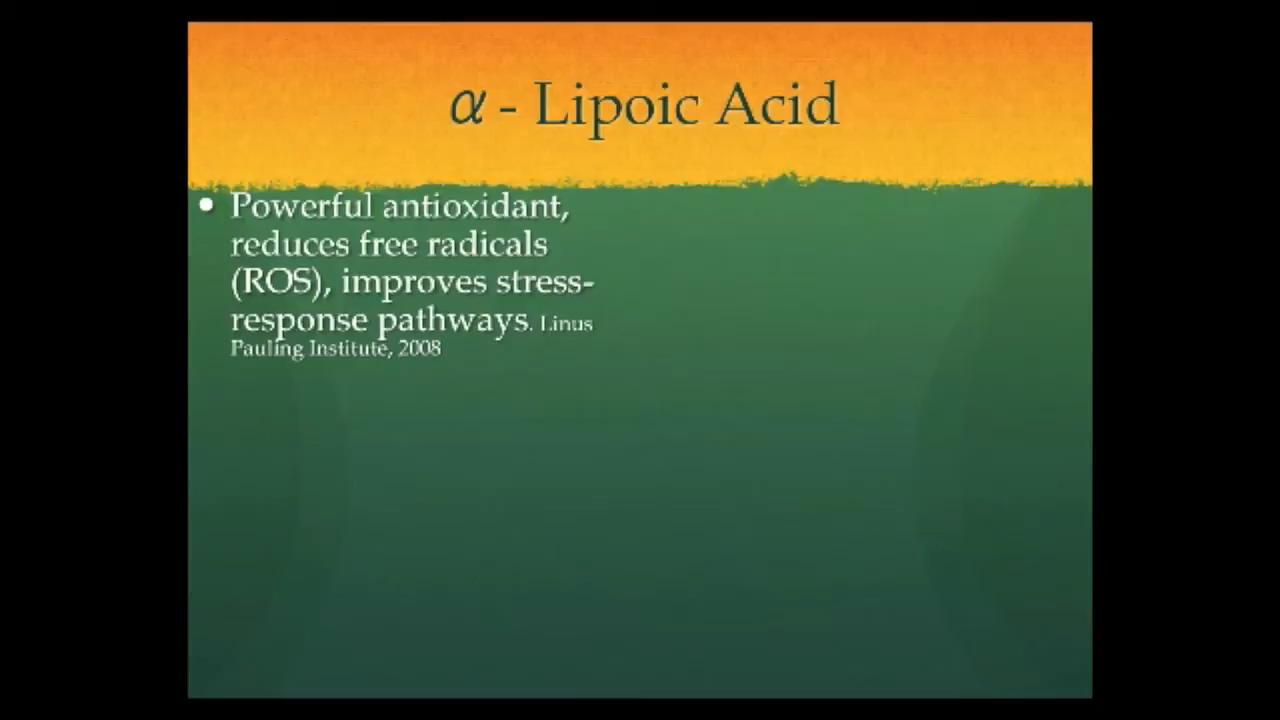 α - Lipoic Acid
• Powerful antioxidant,
reduces free radicals
(ROS), improves stress-
response pathways. Linus
Pauling Institute, 2008